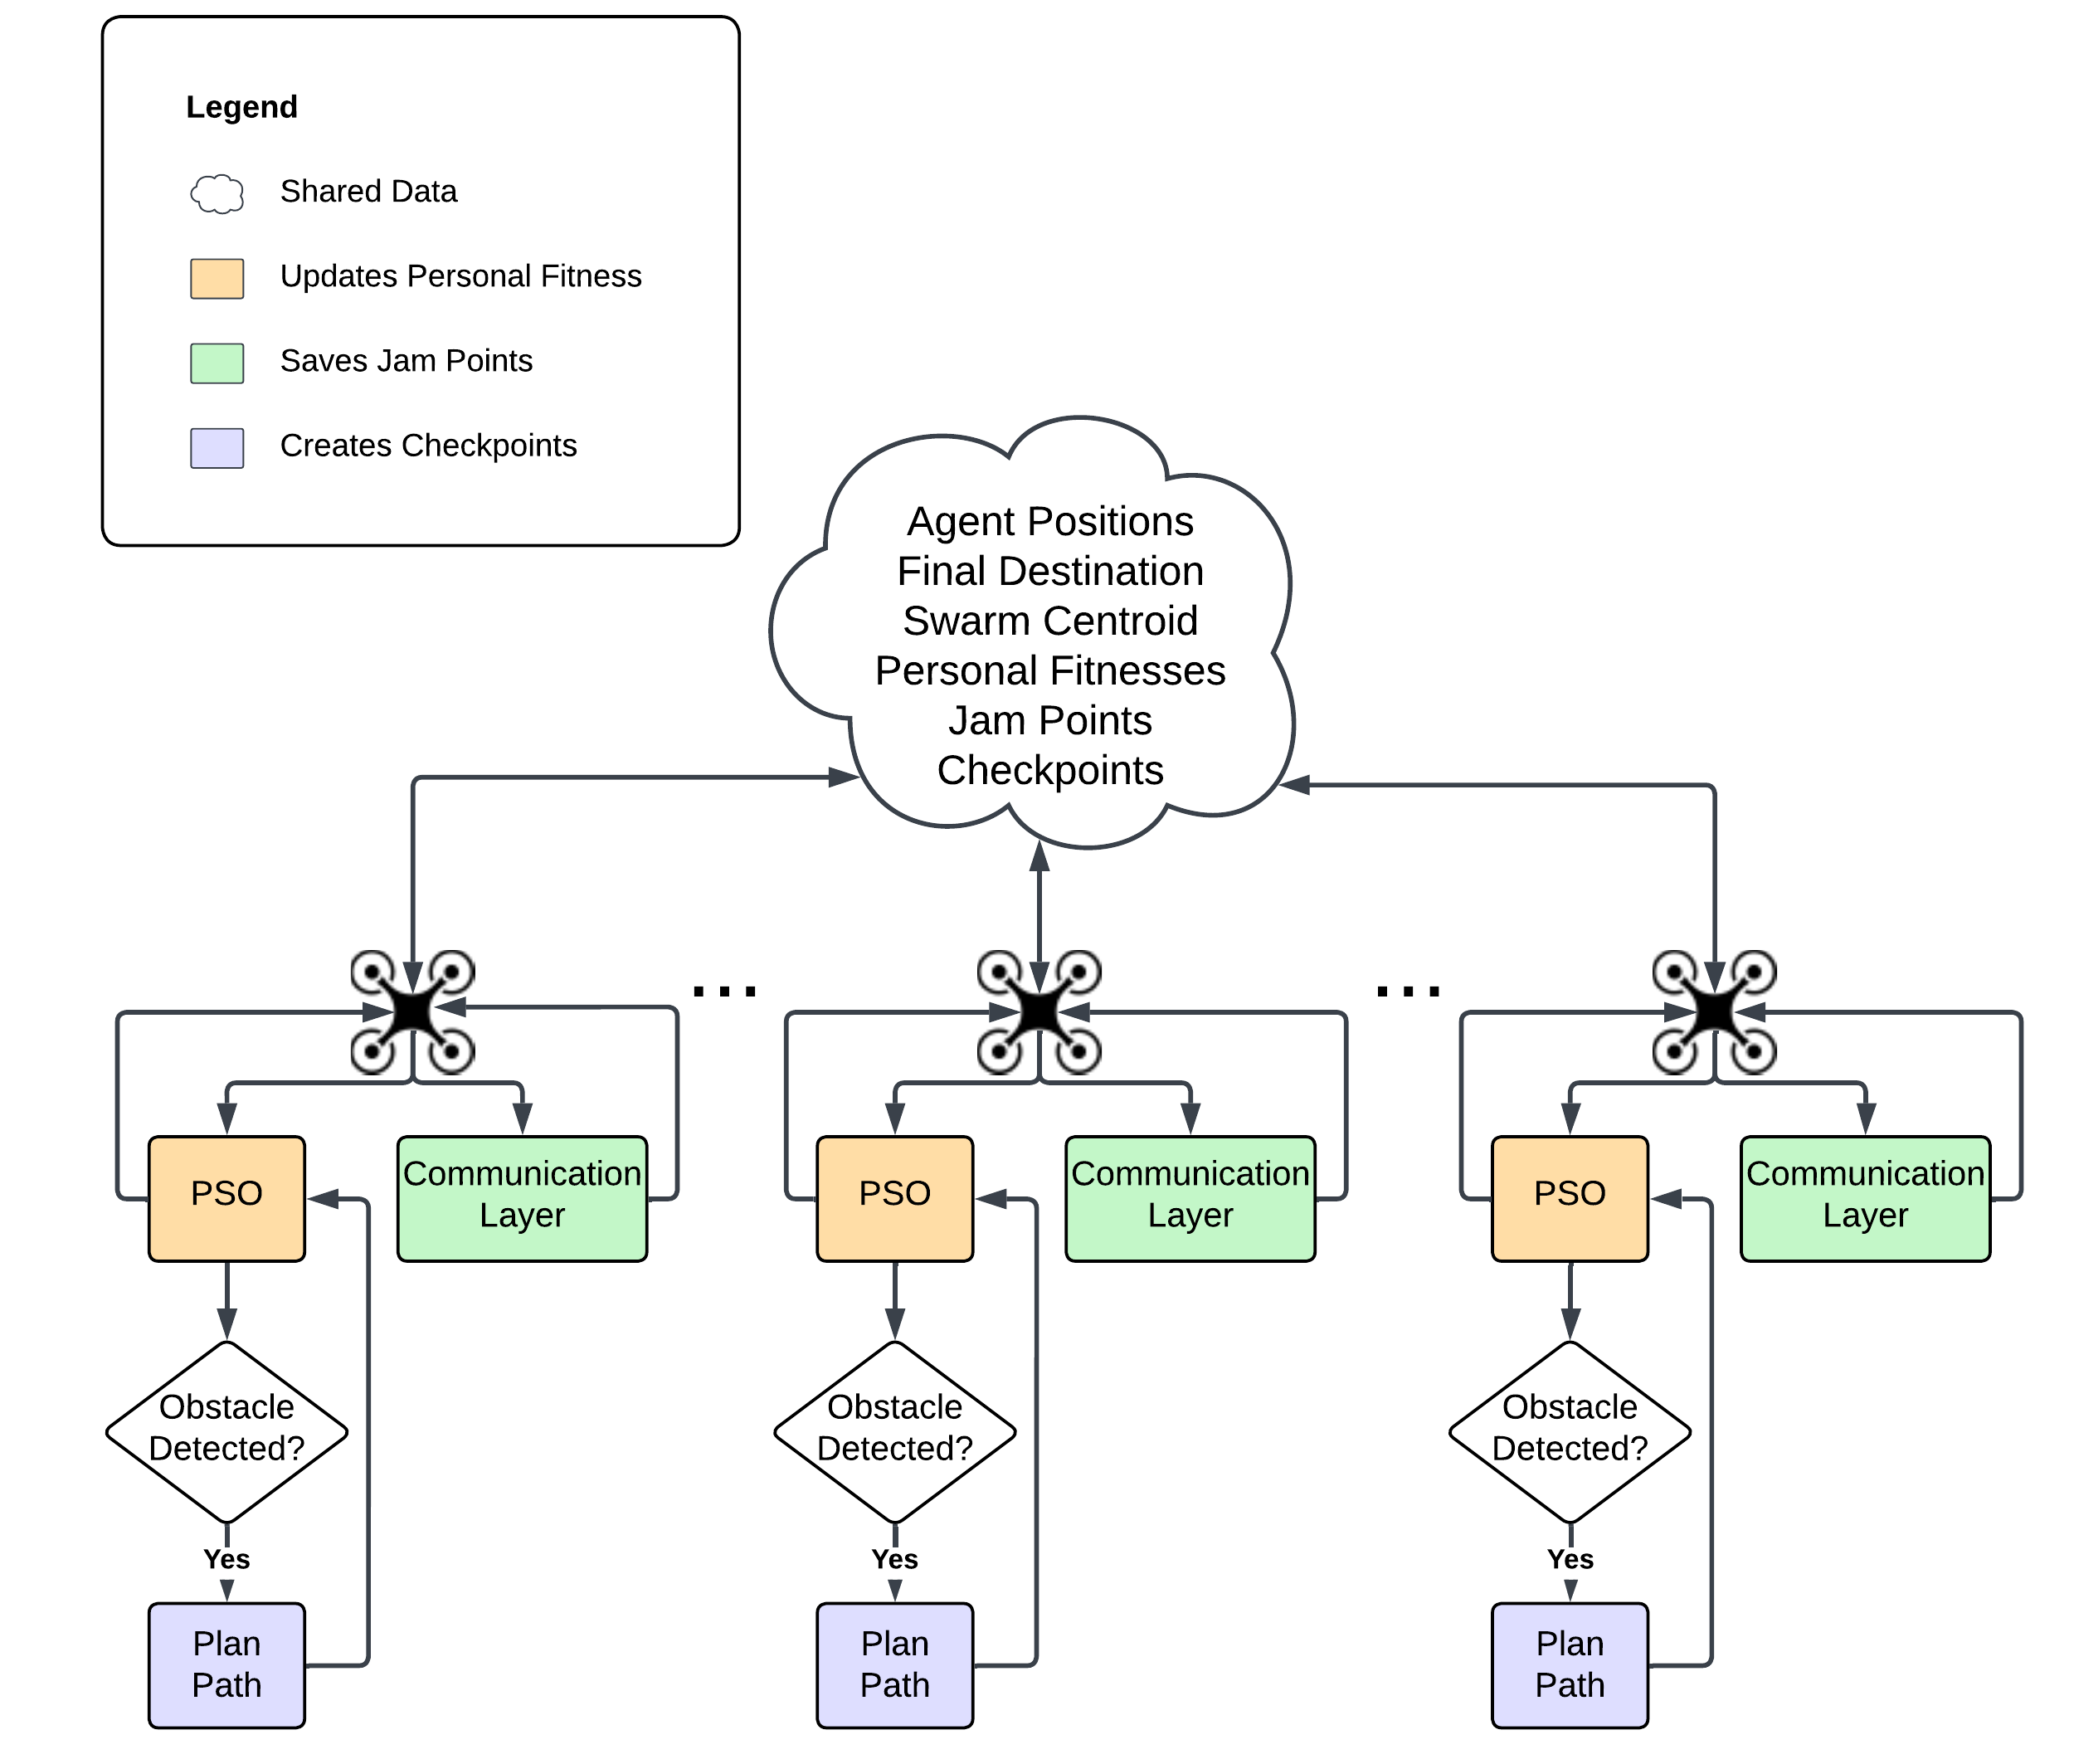 Legend
Shared Data
Updates Personal Fitness
Saves Jam Points
Creates Checkpoints
Agent Positions
Final Destination
Swarm Centroid
Personal Fitnesses
Jam Points
Checkpoints
...
...
PSO
Communication
Layer
Obstacle
Detected?
Yes
Plan
Path
PSO
Communication
Layer
Obstacle
Detected?
Yes
Plan
Path
PSO
Communication
Layer
Obstacle
Detected?
Yes
Plan
Path